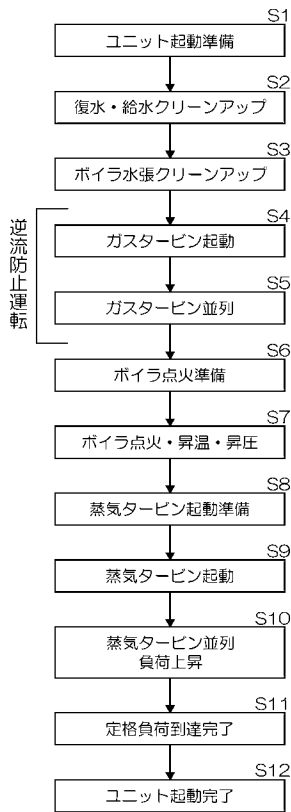 S1
ユニット起動準備
S2
復水・給水クリーンアップ
S3
ボイラ水張クリーンアップ
逆流防止運転
S4
ガスタービン起動
S5
ガスタービン並列
S6
ボイラ点火準備
S7
ボイラ点火・昇温・昇圧
S8
蒸気タービン起動準備
S9
蒸気タービン起動
S10
蒸気タービン並列
負荷上昇
S11
定格負荷到達完了
S12
ユニット起動完了